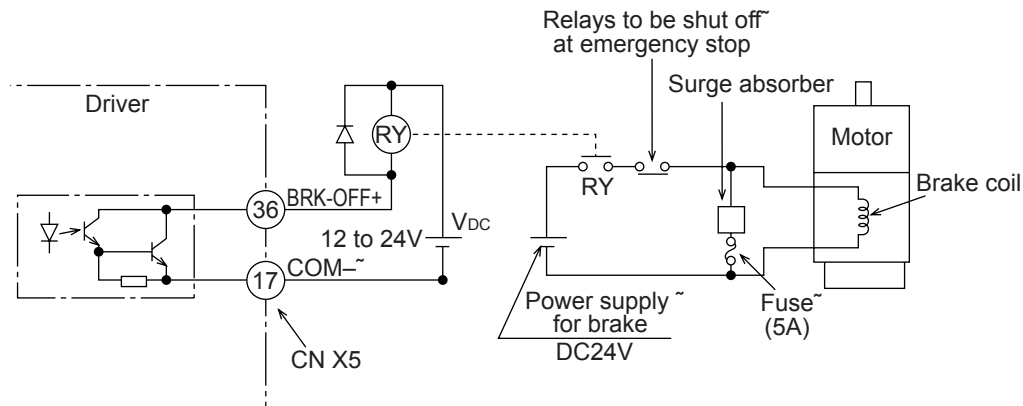 Relays to be shut off~
at emergency stop
Surge absorber
Driver
RY
Motor
RY
Brake coil
36
BRK-OFF+
12 to 24V
VDC
17
COM–~
Power supply ~
for brake
DC24V
Fuse~
(5A)
CN X5